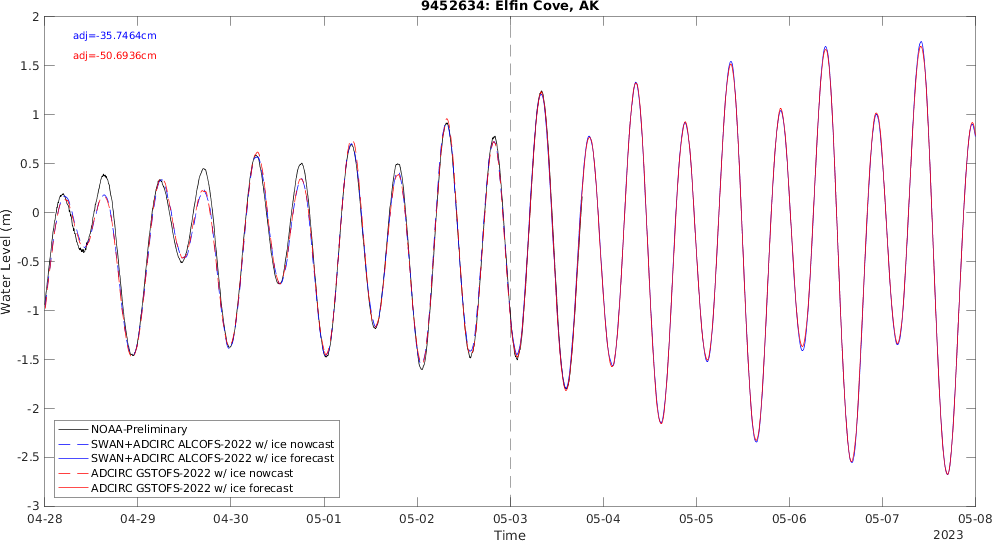 9452634: Elfin Cove, AK
adj=-35.7464cm
adj=-50.6936cm
Water Level (m)
2
1.5
1
0.5
0
-0.5
-1
-1.5
-2
-2.5
-3
NOAA-Preliminary
SWAN+ADCIRC ALCOFS-2022 w/ ice nowcast
SWAN+ADCIRC ALCOFS-2022 w/ ice forecast
ADCIRC GSTOFS-2022 w/ ice nowcast
ADCIRC GSTOFS-2022 w/ ice forecast
04-28 04-29 04-30 05-01 05-02 05-03 05-04 05-05 05-06 05-07 05-08
Time
2023